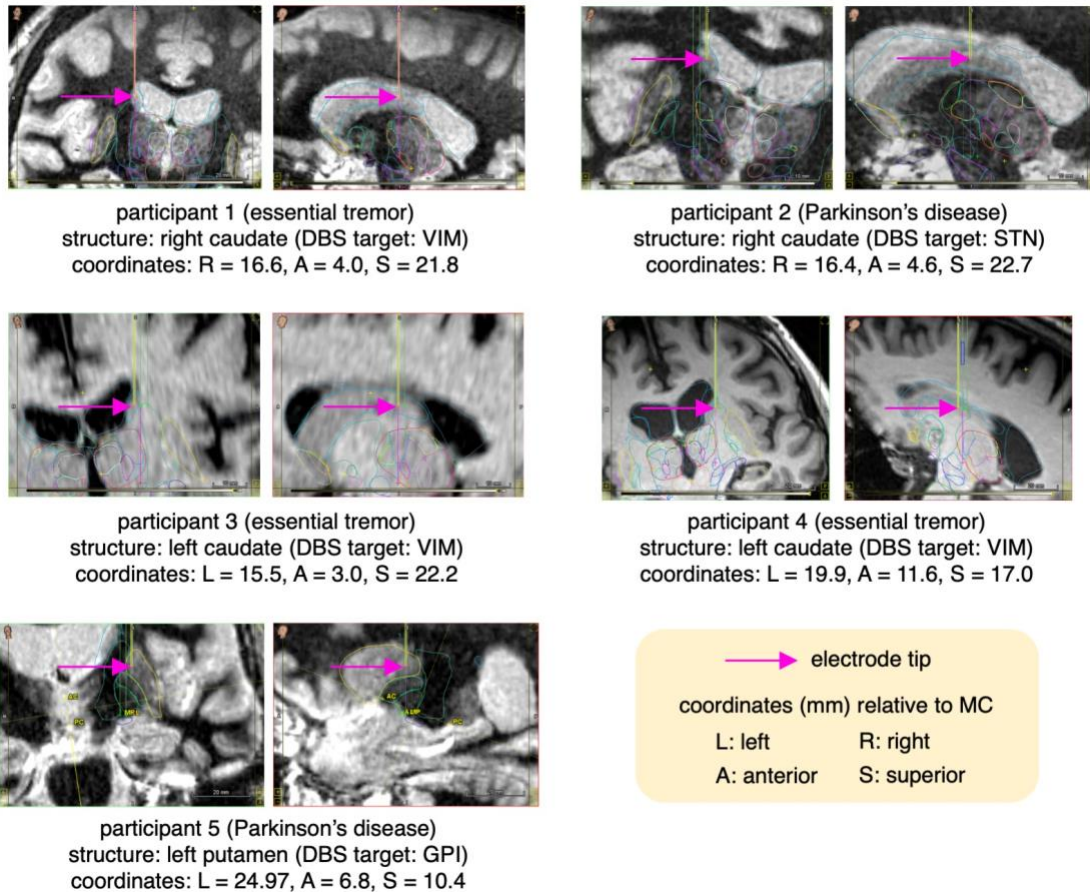 participant 1 (essential tremor)
structure: right caudate (DBS target: VIM)
coordinates: R = 16.6, A = 4.0, S = 21.8
participant 2 (Parkinson’s disease)
structure: right caudate (DBS target: STN)
coordinates: R = 16.4, A = 4.6, S = 22.7
participant 3 (essential tremor)
structure: left caudate (DBS target: VIM)
coordinates: L = 15.5, A = 3.0, S = 22.2
participant 4 (essential tremor)
structure: left caudate (DBS target: VIM)
coordinates: L = 19.9, A = 11.6, S = 17.0
AC
PC
AC
PC
participant 5 (Parkinson’s disease)
structure: left putamen (DBS target: GPI)
coordinates: L = 24.97, A = 6.8, S = 10.4
electrode tip
coordinates (mm) relative to MC
L: left R: right
A: anterior S: superior